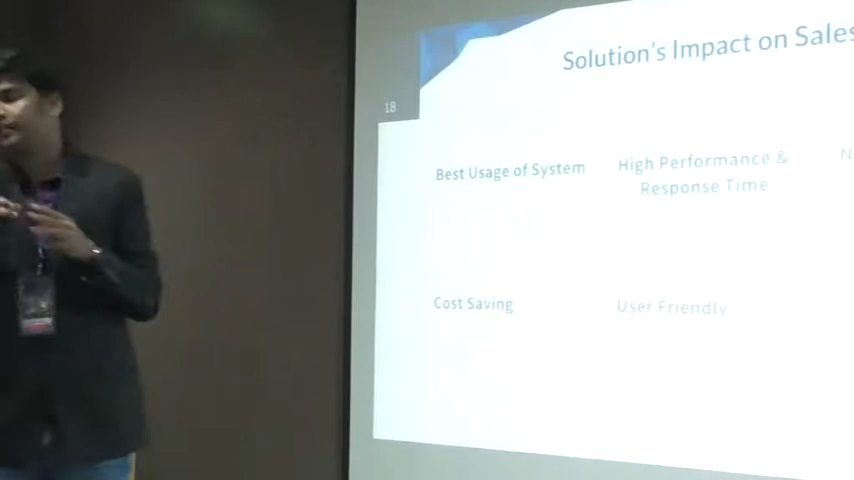 18
Solution's Impact on Sales
Best Usage of System
High Performance &
Response Time
N
Cost Saving
User Friendly